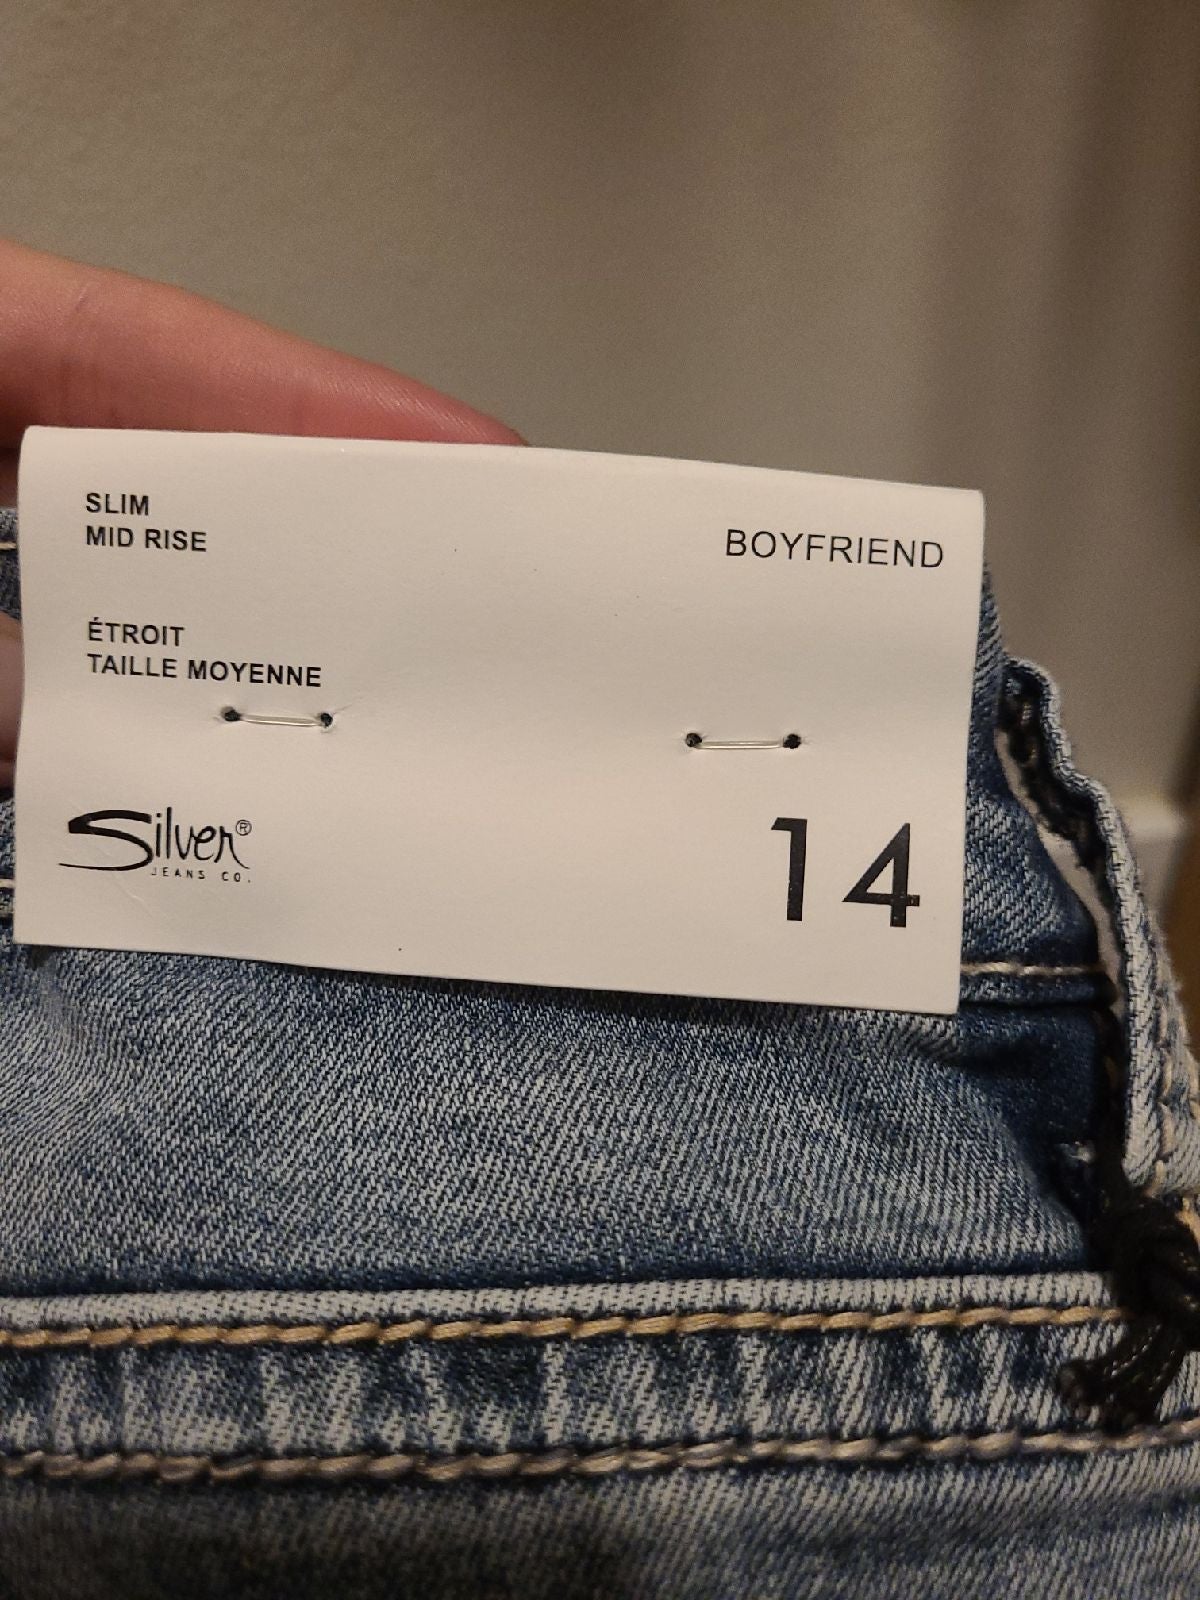 SLIM
MID RISE
BOYFRIEND
ÉTROIT
TAILLE MOYENNE
Silver®
JEANS CO.
14